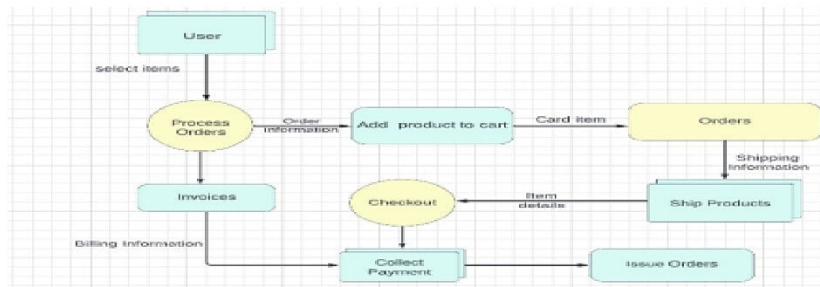 User
select items
Process
Orders
Order
Information
Add product to cart
Card item
Orders
Shipping
Information
Invoices
Checkout
Item
details
Ship Products
Billing Information
Collect
Payment
Issue Orders